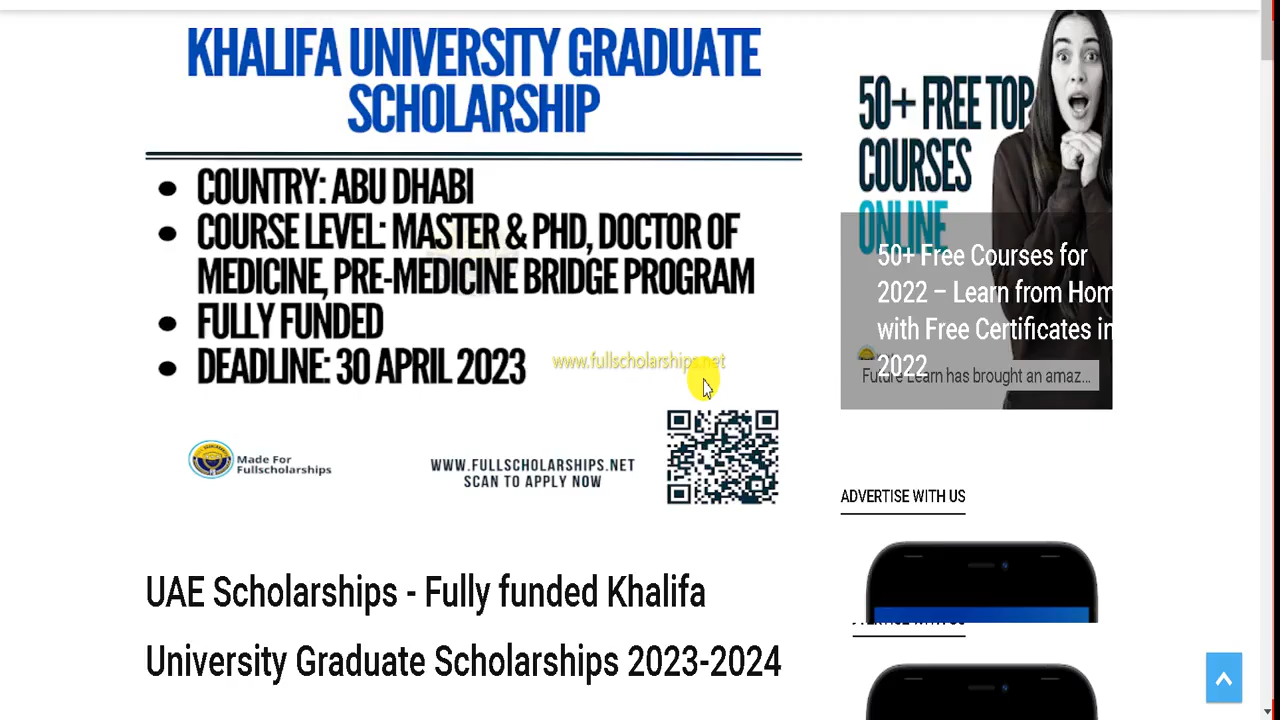 KHALIFA UNIVERSITY GRADUATE
SCHOLARSHIP
COUNTRY: ABU DHABI
COURSE LEVEL: MASTER & PHD, DOCTOR OF
MEDICINE, PRE-MEDICINE BRIDGE PROGRAM
FULLY FUNDED
DEADLINE: 30 APRIL 2023
www.fullscholarships.net
Made For
Fullscholarships
WWW.FULLSCHOLARSHIPS.NET
SCAN TO APPLY NOW
UAE Scholarships - Fully funded Khalifa
University Graduate Scholarships 2023-2024
50+ FREE TOP
COURSES
ONLINE
50+ Free Courses for
2022 – Learn from Hom
with Free Certificates in
2022
Future Learn has brought an amaz...
ADVERTISE WITH US